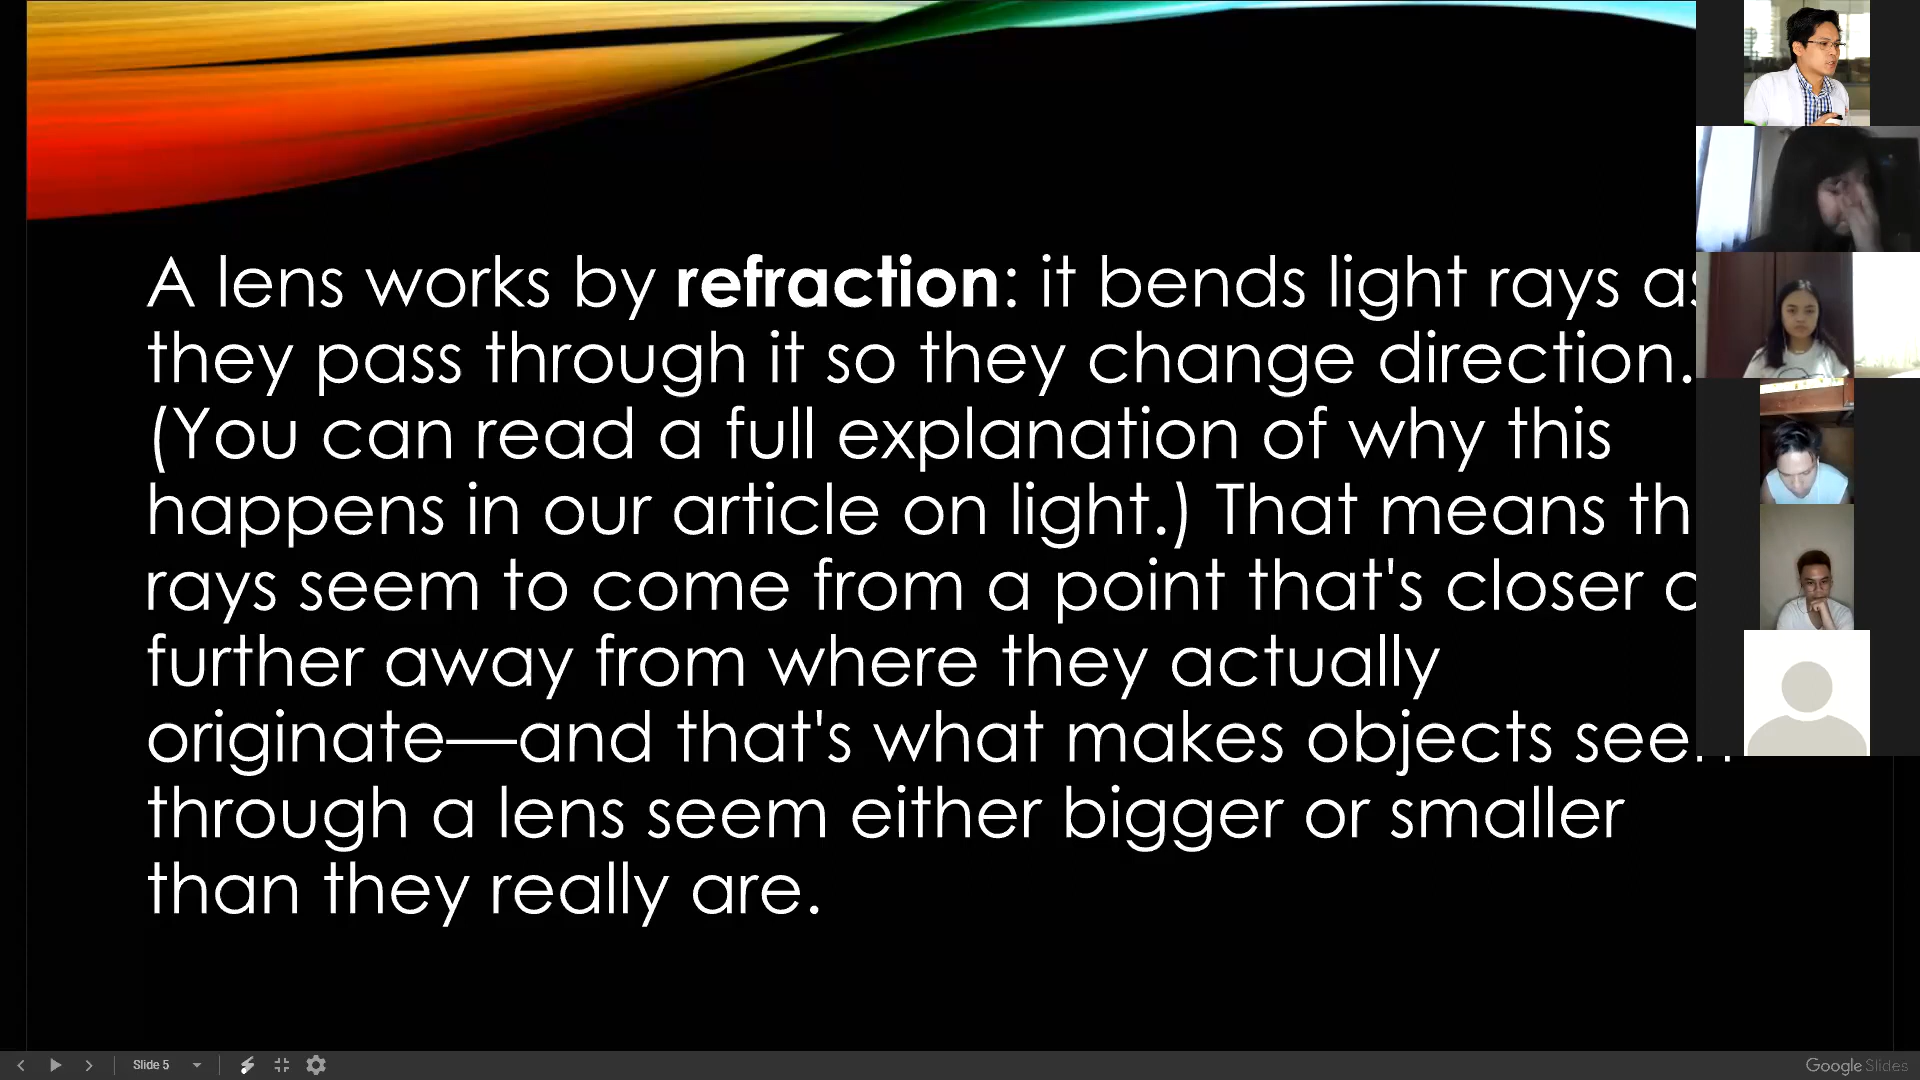 A lens works by refraction: it bends light rays as
they pass through it so they change direction.
(You can read a full explanation of why this
happens in our article on light.) That means th
rays seem to come from a point that's closer
further away from where they actually
originate—and that's what makes objects seen
through a lens seem either bigger or smaller
than they really are.
Slide 5
Google Slides